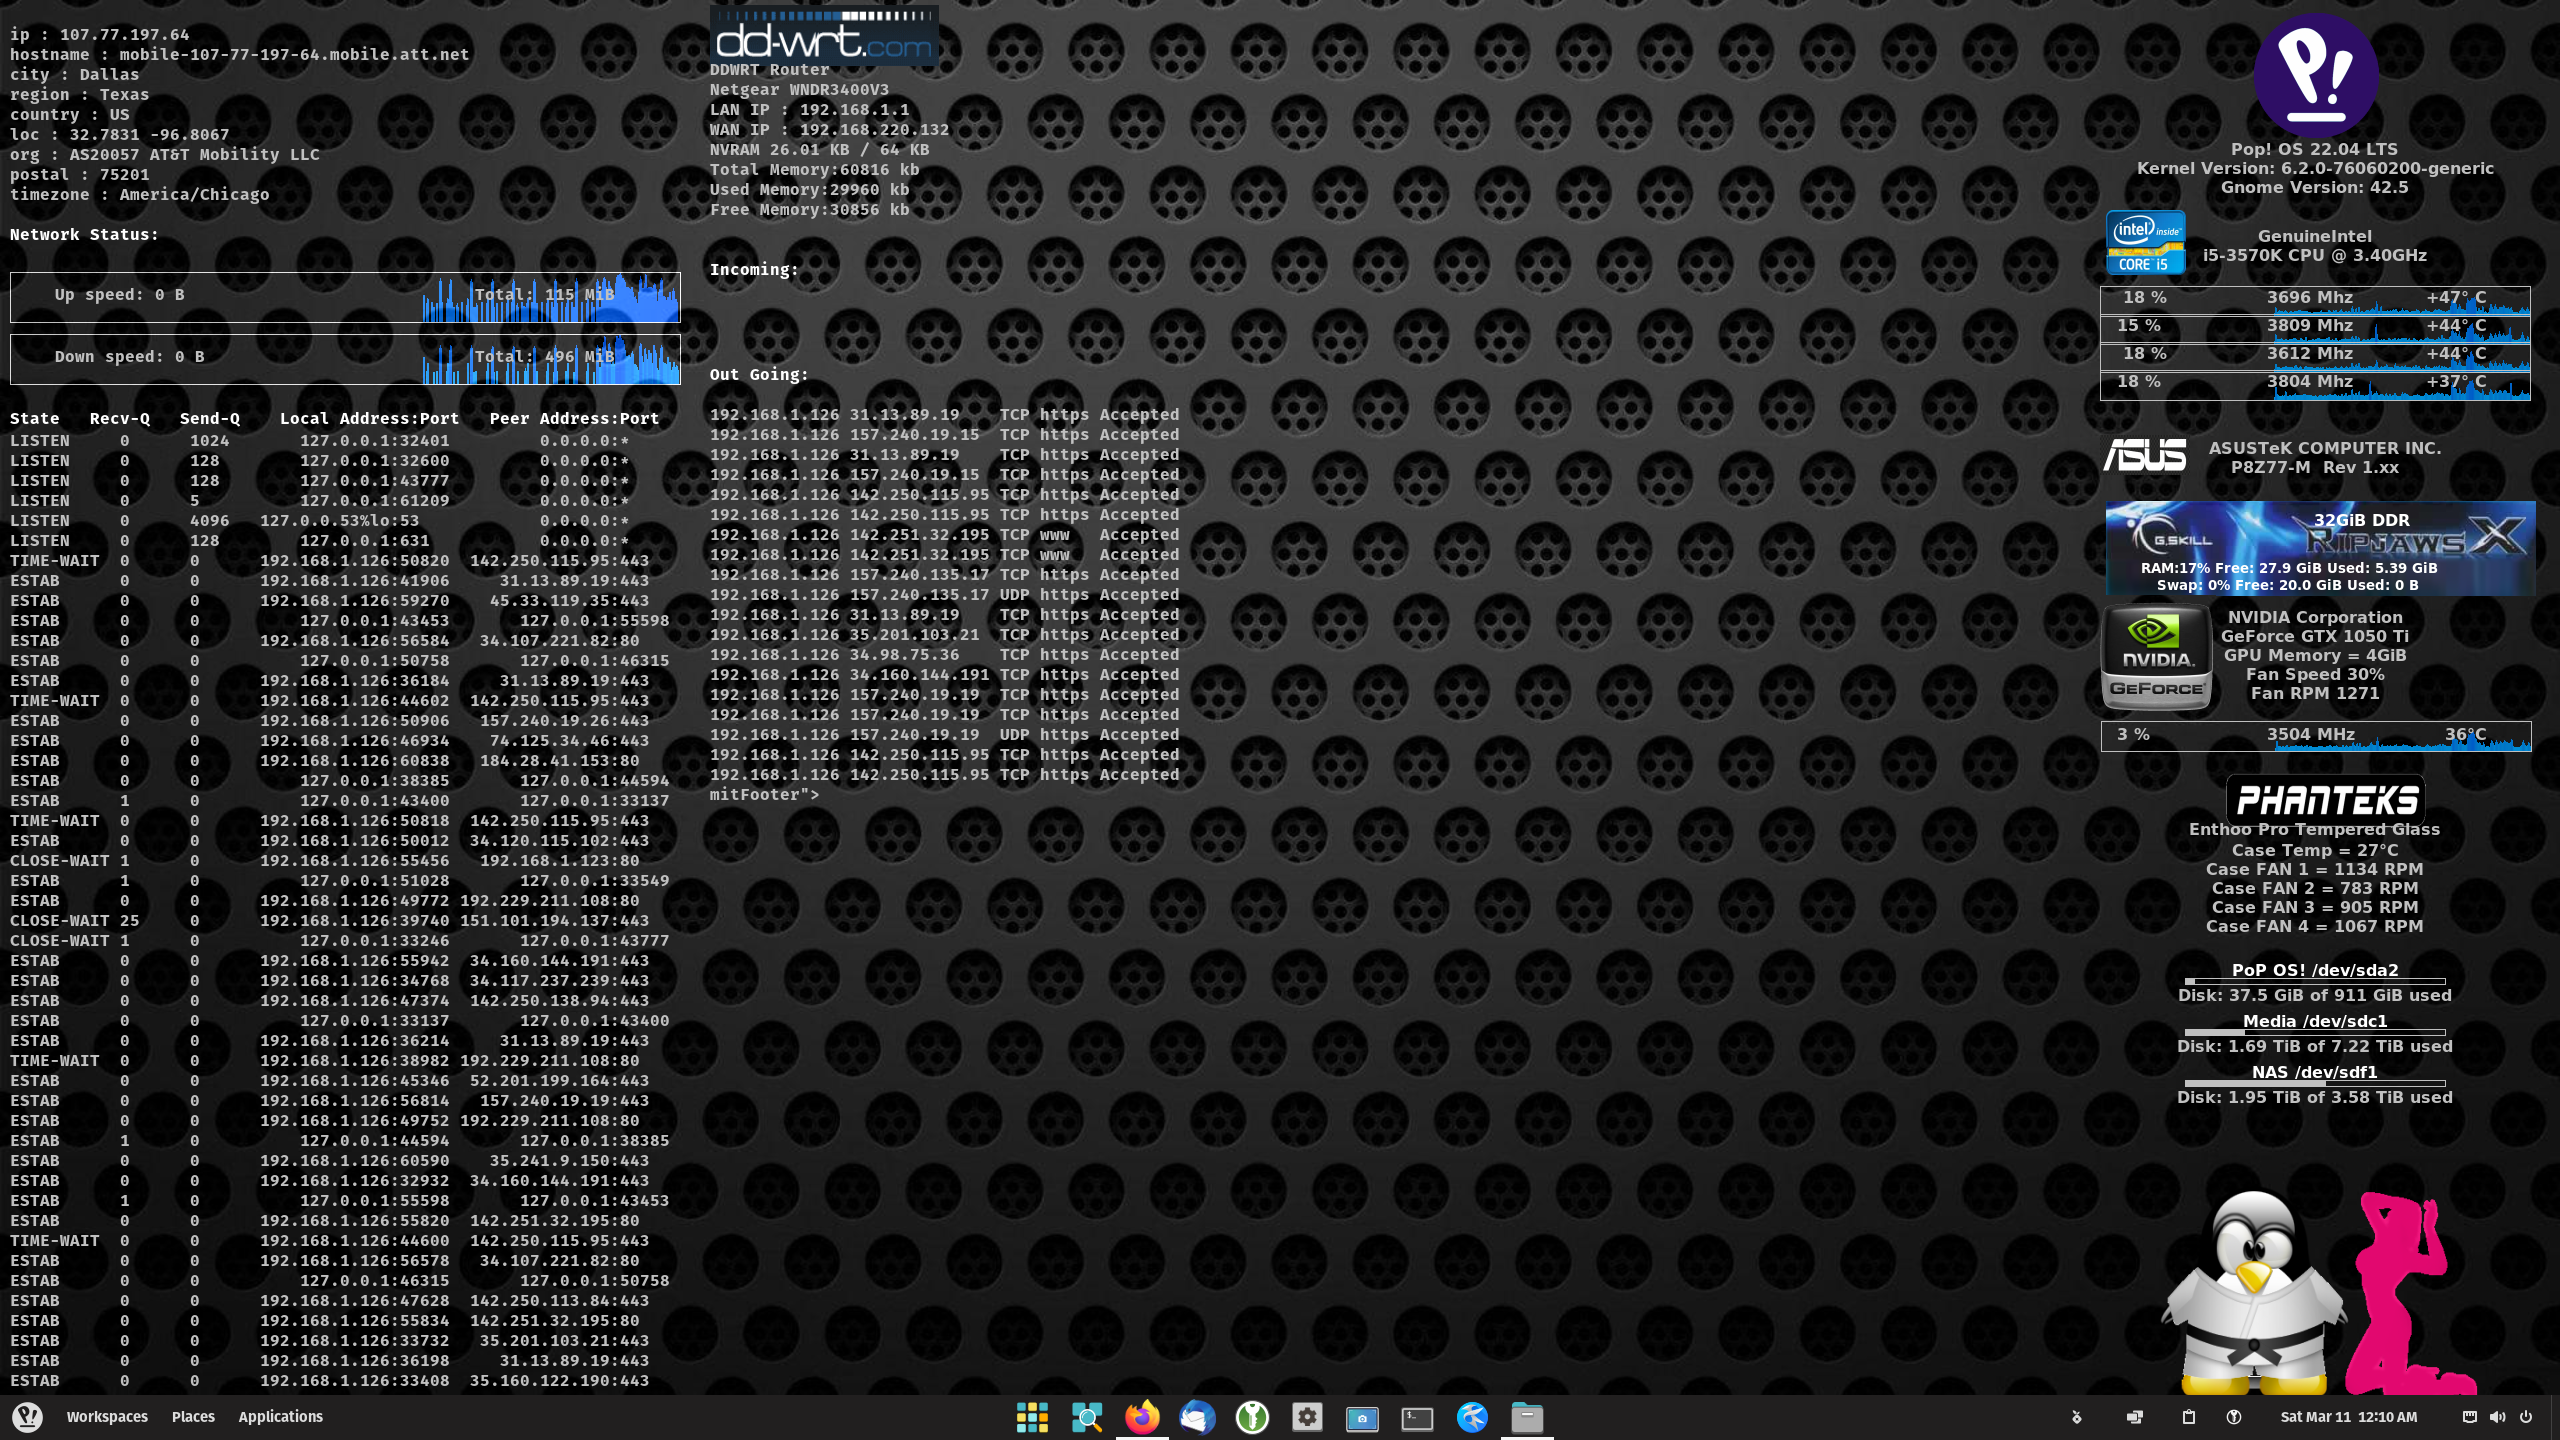 ip : 107.77.197.64
hostname : mobile-107-77-197-64.mobile.att.net
city : Dallas
region : Texas
country : US
loc : 32.7831 -96.8067
org : AS20057 AT&T Mobility LLC
postal : 75201
timezone : America/Chicago
Network Status:
Up speed: 0 B Total: 115 MiB
Down speed: 0 B Total: 496 MiB
State Recv-Q Send-Q Local Address:Port Peer Address:Port
LISTEN 0 1024 127.0.0.1:32401 0.0.0.0:*
LISTEN 0 128 127.0.0.1:32600 0.0.0.0:*
LISTEN 0 128 127.0.0.1:43777 0.0.0.0:*
LISTEN 0 5 127.0.0.1:61209 0.0.0.0:*
LISTEN 0 4096 127.0.0.53%lo:53 0.0.0.0:*
LISTEN 0 128 127.0.0.1:631 0.0.0.0:*
TIME-WAIT 0 0 192.168.1.126:50820 142.250.115.95:443
ESTAB 0 0 192.168.1.126:41906 31.13.89.19:443
ESTAB 0 0 192.168.1.126:59270 45.33.119.35:443
ESTAB 0 0 127.0.0.1:43453 127.0.0.1:55598
ESTAB 0 0 192.168.1.126:56584 34.107.221.82:80
ESTAB 0 0 127.0.0.1:50758 127.0.0.1:46315
ESTAB 0 0 192.168.1.126:36184 31.13.89.19:443
TIME-WAIT 0 0 192.168.1.126:44602 142.250.115.95:443
ESTAB 0 0 192.168.1.126:50906 157.240.19.26:443
ESTAB 0 0 192.168.1.126:46934 74.125.34.46:443
ESTAB 0 0 192.168.1.126:60838 184.28.41.153:80
ESTAB 0 0 127.0.0.1:38385 127.0.0.1:44594
ESTAB 1 0 127.0.0.1:43400 127.0.0.1:33137
TIME-WAIT 0 0 192.168.1.126:50818 142.250.115.95:443
ESTAB 0 0 192.168.1.126:50012 34.120.115.102:443
CLOSE-WAIT 1 0 192.168.1.126:55456 192.168.1.123:80
ESTAB 1 0 127.0.0.1:51028 127.0.0.1:33549
ESTAB 0 0 192.168.1.126:49772 192.229.211.108:80
CLOSE-WAIT 25 0 192.168.1.126:39740 151.101.194.137:443
CLOSE-WAIT 1 0 127.0.0.1:33246 127.0.0.1:43777
ESTAB 0 0 192.168.1.126:55942 34.160.144.191:443
ESTAB 0 0 192.168.1.126:34768 34.117.237.239:443
ESTAB 0 0 192.168.1.126:47374 142.250.138.94:443
ESTAB 0 0 127.0.0.1:33137 127.0.0.1:43400
ESTAB 0 0 192.168.1.126:36214 31.13.89.19:443
TIME-WAIT 0 0 192.168.1.126:38982 192.229.211.108:80
ESTAB 0 0 192.168.1.126:45346 52.201.199.164:443
ESTAB 0 0 192.168.1.126:56814 157.240.19.19:443
ESTAB 0 0 192.168.1.126:49752 192.229.211.108:80
ESTAB 1 0 127.0.0.1:44594 127.0.0.1:38385
ESTAB 0 0 192.168.1.126:60590 35.241.9.150:443
ESTAB 0 0 192.168.1.126:32932 34.160.144.191:443
ESTAB 1 0 127.0.0.1:55598 127.0.0.1:43453
ESTAB 0 0 192.168.1.126:55820 142.251.32.195:80
TIME-WAIT 0 0 192.168.1.126:44600 142.250.115.95:443
ESTAB 0 0 192.168.1.126:56578 34.107.221.82:80
ESTAB 0 0 127.0.0.1:46315 127.0.0.1:50758
ESTAB 0 0 192.168.1.126:47628 142.250.113.84:443
ESTAB 0 0 192.168.1.126:55834 142.251.32.195:80
ESTAB 0 0 192.168.1.126:33732 35.201.103.21:443
ESTAB 0 0 192.168.1.126:36198 31.13.89.19:443
ESTAB 0 0 192.168.1.126:33408 35.160.122.190:443
dd-wrt.com
DDWRT Router
Netgear WNDR3400V3
LAN IP : 192.168.1.1
WAN IP : 192.168.220.132
NVRAM 26.01 KB / 64 KB
Total Memory:60816 kb
Used Memory:29960 kb
Free Memory:30856 kb
Incoming:
Out Going:
192.168.1.126 31.13.89.19 TCP https Accepted
192.168.1.126 157.240.19.15 TCP https Accepted
192.168.1.126 31.13.89.19 TCP https Accepted
192.168.1.126 157.240.19.15 TCP https Accepted
192.168.1.126 142.250.115.95 TCP https Accepted
192.168.1.126 142.250.115.95 TCP https Accepted
192.168.1.126 142.251.32.195 TCP www Accepted
192.168.1.126 142.251.32.195 TCP www Accepted
192.168.1.126 157.240.135.17 TCP https Accepted
192.168.1.126 157.240.135.17 UDP https Accepted
192.168.1.126 31.13.89.19 TCP https Accepted
192.168.1.126 35.201.103.21 TCP https Accepted
192.168.1.126 34.98.75.36 TCP https Accepted
192.168.1.126 34.160.144.191 TCP https Accepted
192.168.1.126 157.240.19.19 TCP https Accepted
192.168.1.126 157.240.19.19 TCP https Accepted
192.168.1.126 157.240.19.19 UDP https Accepted
192.168.1.126 142.250.115.95 TCP https Accepted
192.168.1.126 142.250.115.95 TCP https Accepted
mitFooter">
P!
Pop! OS 22.04 LTS
Kernel Version: 6.2.0-76060200-generic
Gnome Version: 42.5
intel inside™
CORE i5
GenuineIntel
i5-3570K CPU @ 3.40GHz
18 % 3696 Mhz +47° C
15 % 3809 Mhz +44° C
18 % 3612 Mhz +44° C
18 % 3804 Mhz +37° C
ASUS
ASUSTeK COMPUTER INC.
P8Z77-M Rev 1.xx
32GiB DDR
G.SKILL RIPJAWS X
RAM:17% Free: 27.9 GiB Used: 5.39 GiB
Swap: 0% Free: 20.0 GiB Used: 0 B
NVIDIA.
GEFORCE
NVIDIA Corporation
GeForce GTX 1050 Ti
GPU Memory = 4GiB
Fan Speed 30%
Fan RPM 1271
3 % 3504 MHz 36°C
PHANTEKS
Enthoo Pro Tempered Glass
Case Temp = 27°C
Case FAN 1 = 1134 RPM
Case FAN 2 = 783 RPM
Case FAN 3 = 905 RPM
Case FAN 4 = 1067 RPM
PoP OS! /dev/sda2
Disk: 37.5 GiB of 911 GiB used
Media /dev/sdc1
Disk: 1.69 TiB of 7.22 TiB used
NAS /dev/sdf1
Disk: 1.95 TiB of 3.58 TiB used
P! Workspaces Places Applications
$_
Sat Mar 11 12:10 AM